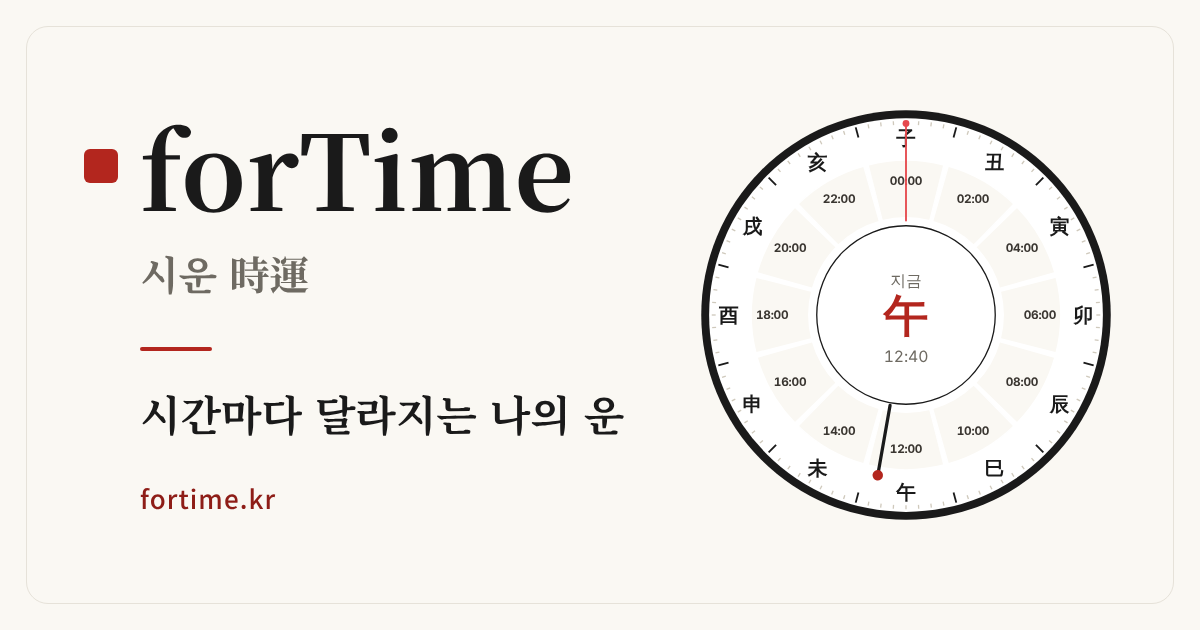 forTime
시운 時運
시간마다 달라지는 나의 운
fortime.kr
子
丑
寅
卯
辰
巳
午
未
申
酉
戌
亥
00:00
02:00
04:00
06:00
08:00
10:00
12:00
14:00
16:00
18:00
20:00
22:00
지금
午
12:40